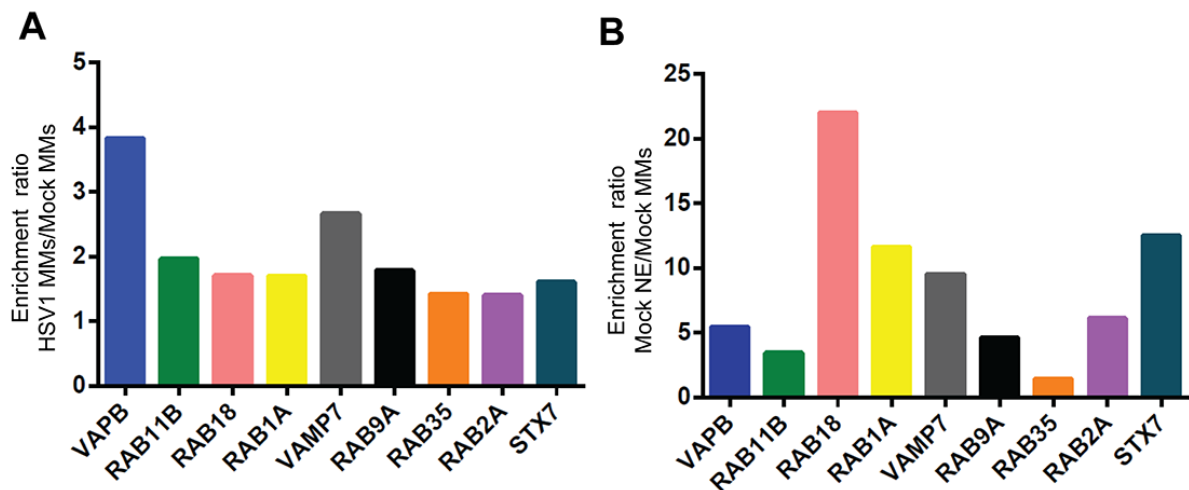 A
Enrichment ratio
HSV1 MMs/Mock MMs
5
4
3
2
1
0
VAPB
RAB11B
RAB18
RAB1A
VAMP7
RAB9A
RAB35
RAB2A
STX7
B
Enrichment ratio
Mock NE/Mock MMs
25
20
15
10
5
0
VAPB
RAB11B
RAB18
RAB1A
VAMP7
RAB9A
RAB35
RAB2A
STX7